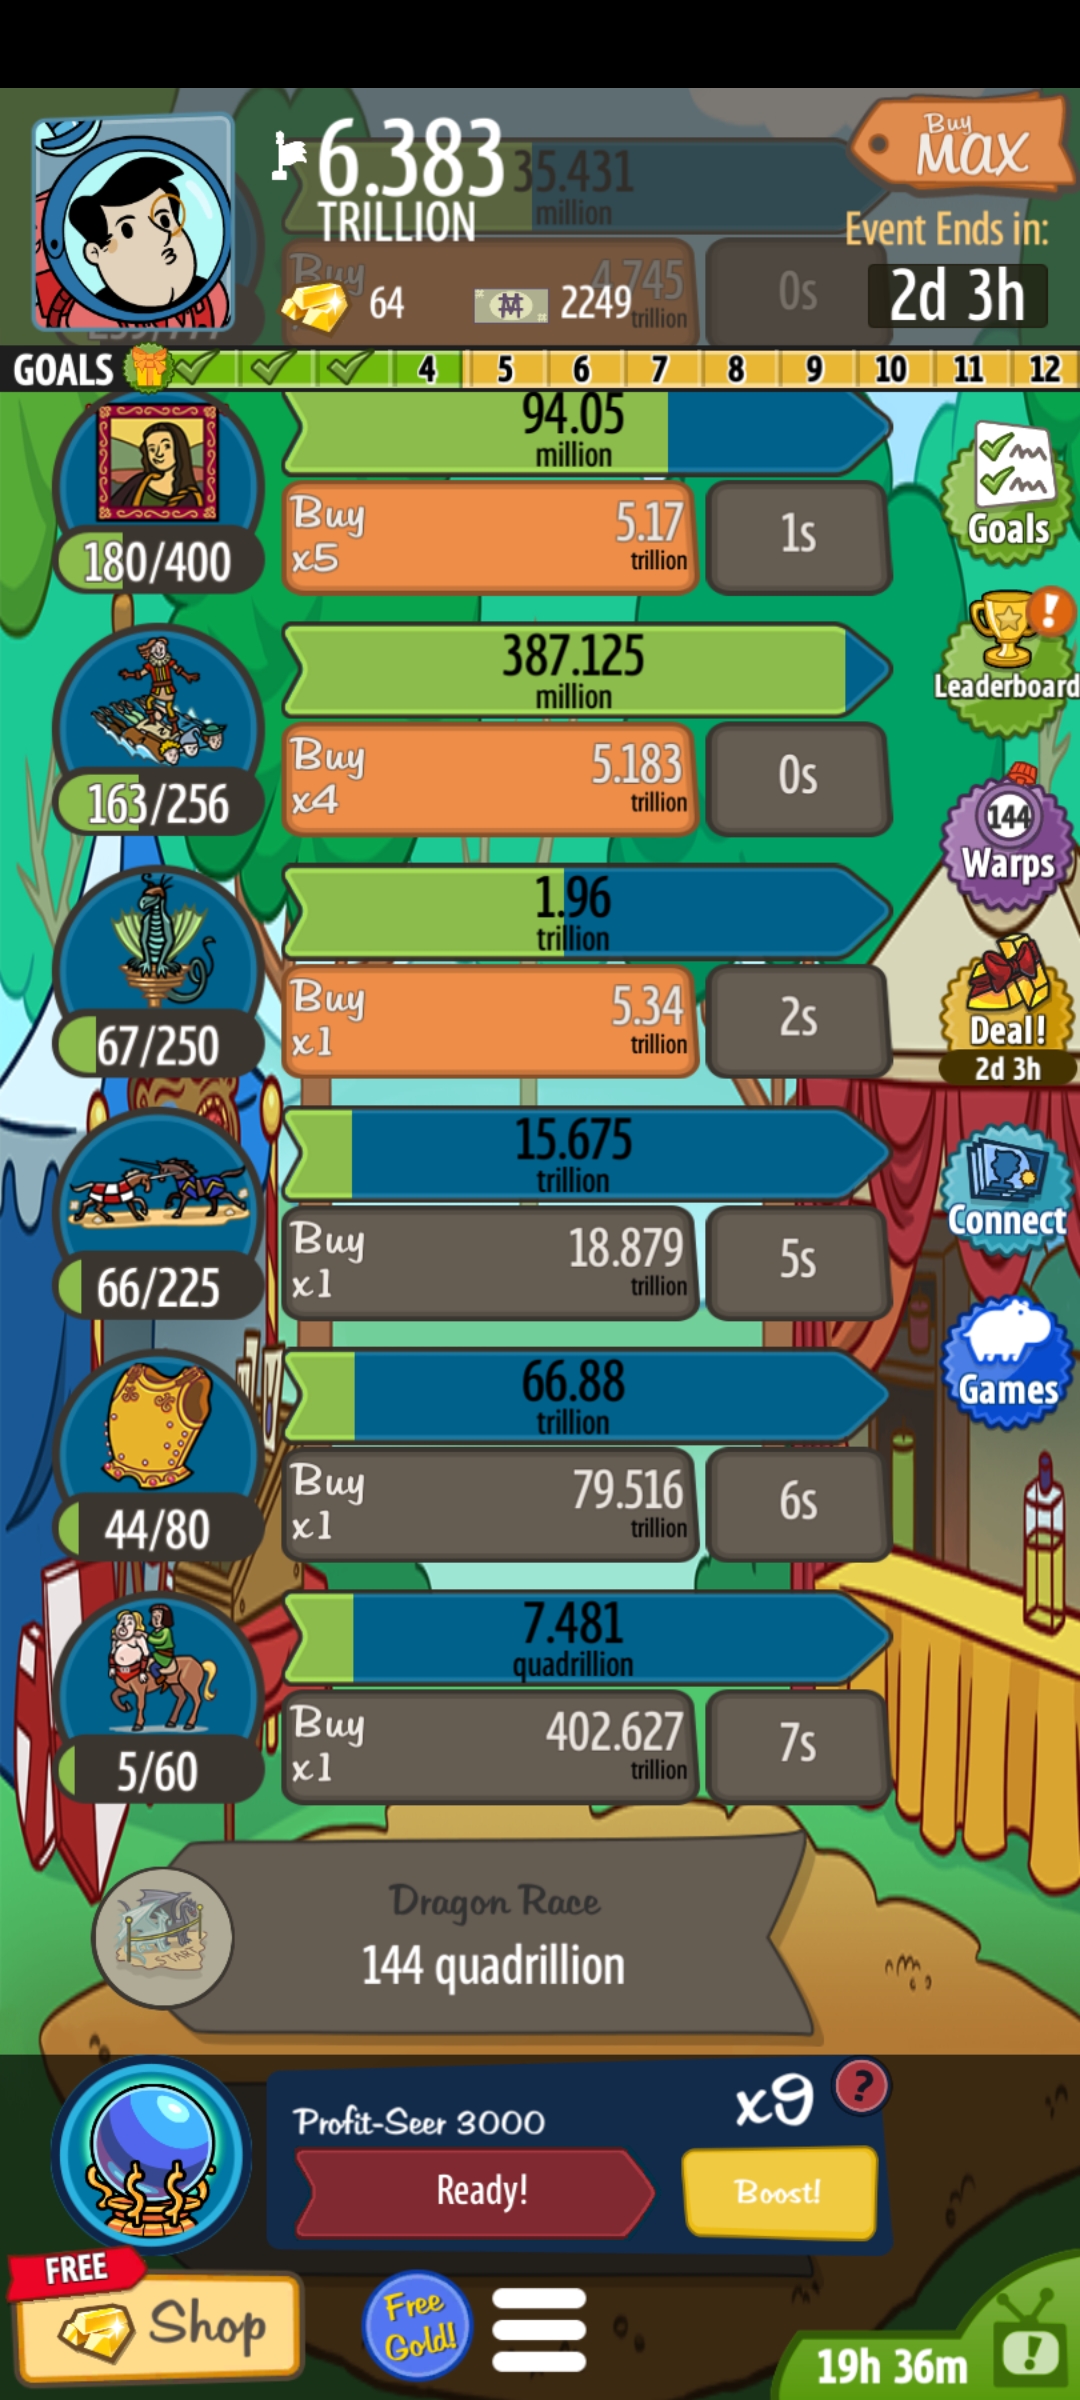 6.383
TRILLION
35.431
million
Buy
MAX
Event Ends in:
2d 3h
Buy
4.745
trillion
0s
64
2249
GOALS 4 5 6 7 8 9 10 11 12
94.05
million
Buy
x5
5.17
trillion
1s
180/400
Goals
387.125
million
Buy
x4
5.183
trillion
0s
163/256
Leaderboard
144
Warps
1.96
trillion
Buy
x1
5.34
trillion
2s
67/250
Deal!
2d 3h
15.675
trillion
Buy
x1
18.879
trillion
5s
66/225
Connect
66.88
trillion
Buy
x1
79.516
trillion
6s
44/80
Games
7.481
quadrillion
Buy
x1
402.627
trillion
7s
5/60
START
Dragon Race
144 quadrillion
Profit-Seer 3000
x9
?
Ready!
Boost!
FREE
Shop
Free
Gold!
19h 36m